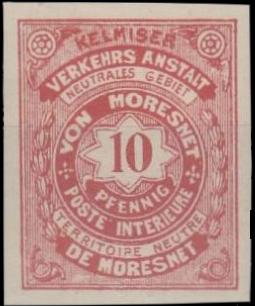 KELMISER
VERKEHRS ANSTALT
NEUTRALES GEBIET
VON MORESNET
10
PFENNIG
POSTE INTERIEURE
TERRITOIRE NEUTRE
DE MORESNET